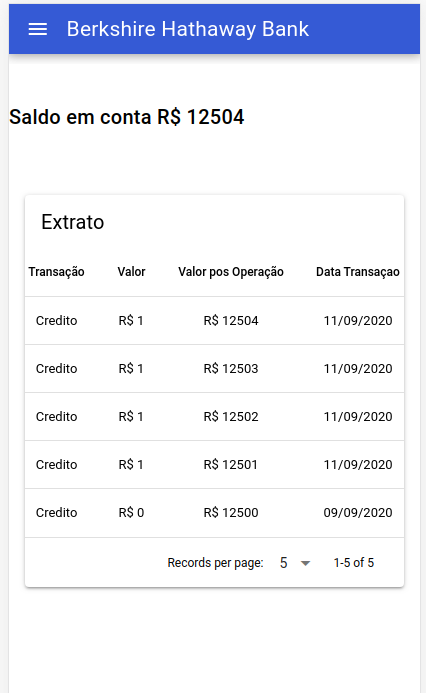 Berkshire Hathaway Bank
Saldo em conta R$ 12504
Extrato
Transação Valor Valor pos Operação Data Transaçao
Credito R$ 1 R$ 12504 11/09/2020
Credito R$ 1 R$ 12503 11/09/2020
Credito R$ 1 R$ 12502 11/09/2020
Credito R$ 1 R$ 12501 11/09/2020
Credito R$ 0 R$ 12500 09/09/2020
Records per page: 5 1-5 of 5